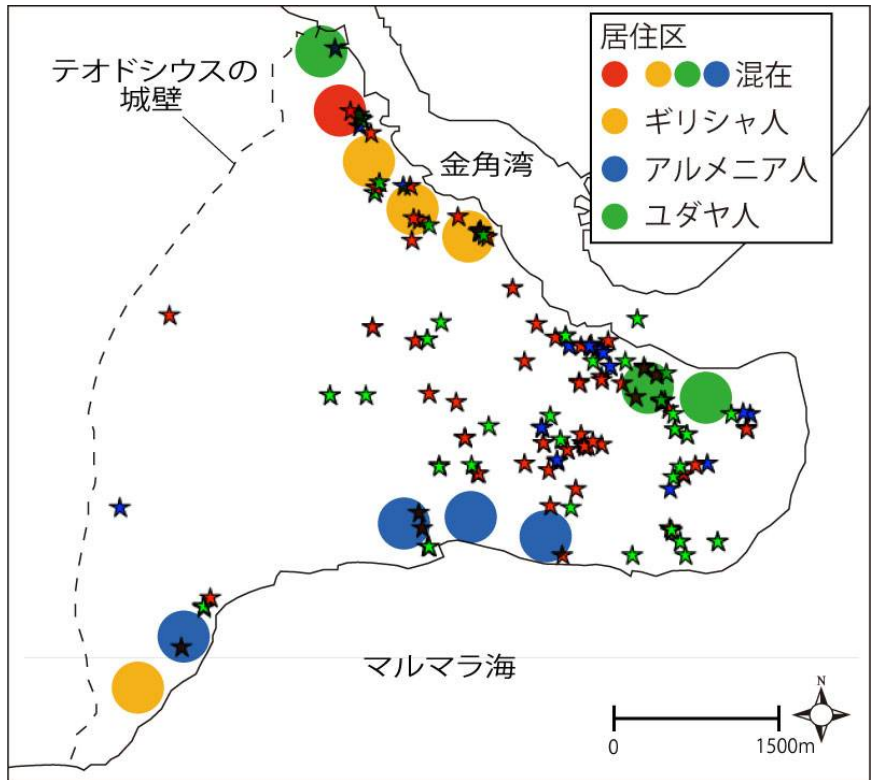 テオドシウスの
城壁
金角湾
居住区
混在
ギリシャ人
アルメニア人
ユダヤ人
マルマラ海
N
0 1500m